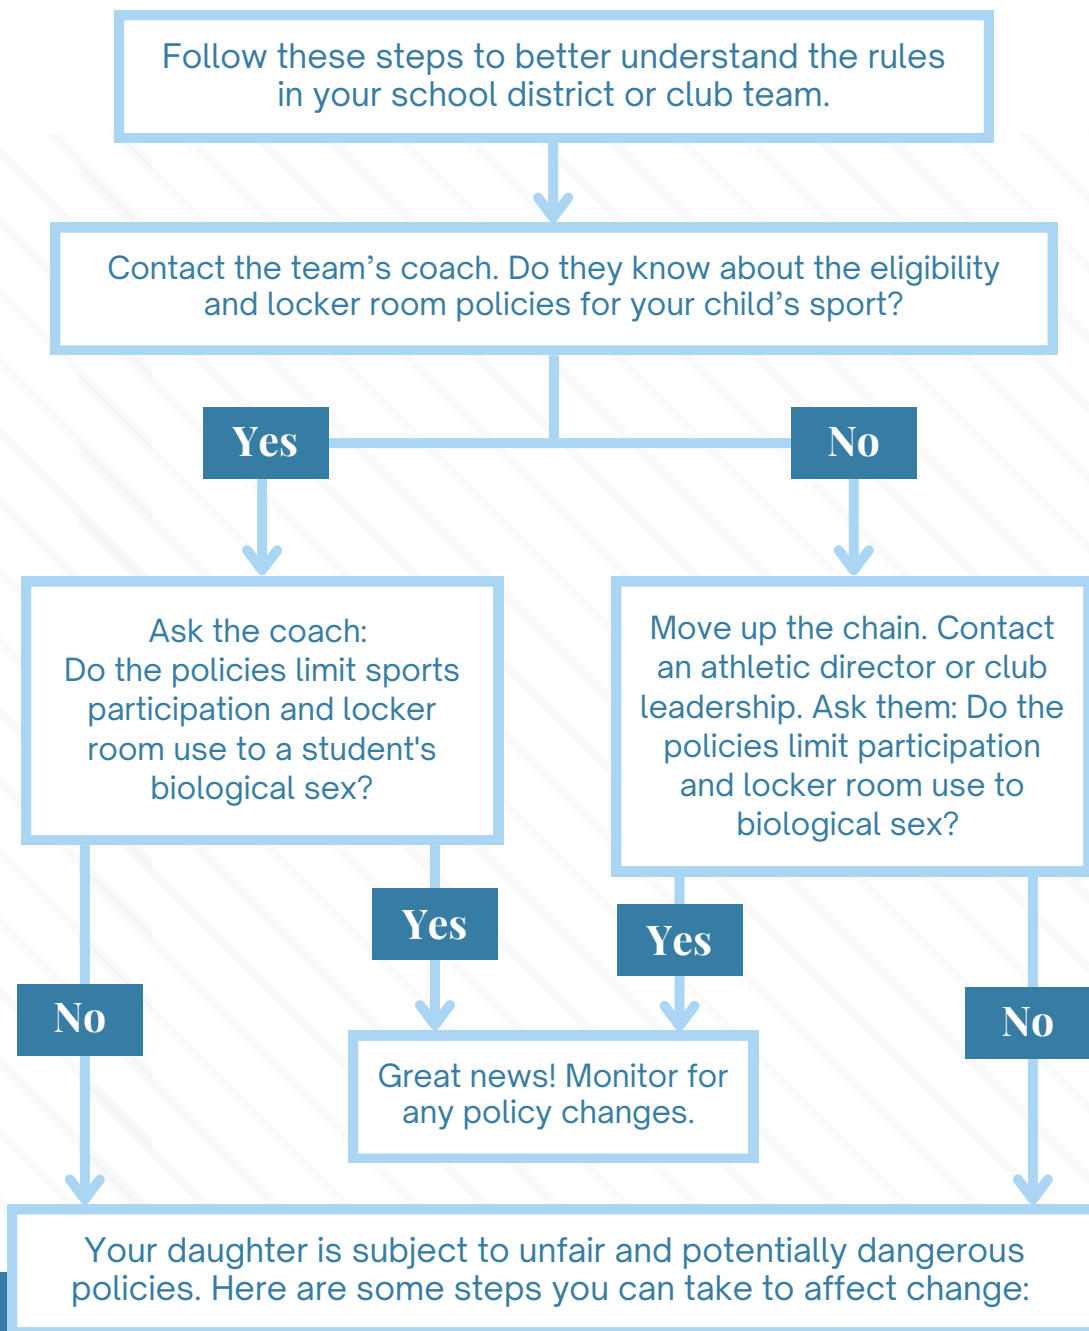 Follow these steps to better understand the rules
in your school district or club team.
Contact the team’s coach. Do they know about the eligibility
and locker room policies for your child’s sport?
Yes
No
Ask the coach:
Do the policies limit sports
participation and locker
room use to a student's
biological sex?
Move up the chain. Contact
an athletic director or club
leadership. Ask them: Do the
policies limit participation
and locker room use to
biological sex?
Yes
Yes
No
No
Great news! Monitor for
any policy changes.
Your daughter is subject to unfair and potentially dangerous
policies. Here are some steps you can take to affect change: